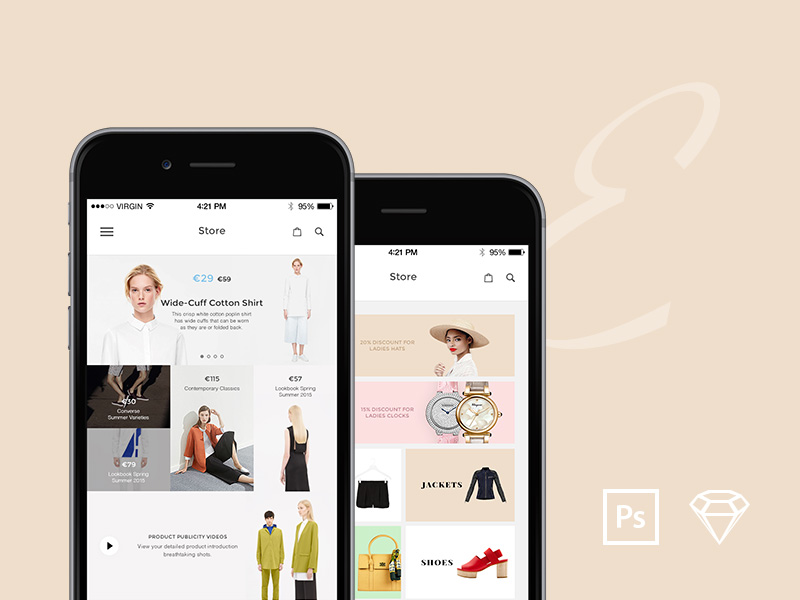 VIRGIN
4:21 PM
95%
Store
€29 €59
Wide-Cuff Cotton Shirt
This crisp white cotton poplin shirt
has wide cuffs that can be worn
as they are or folded back.
€30
Converse
Summer Varieties
€79
Lookbook Spring
Summer 2015
€115
Contemporary Classics
€57
Lookbook Spring
Summer 2015
PRODUCT PUBLICITY VIDEOS
View your detailed product introduction
breathtaking shots.
4:21 PM
95%
Store
20% DISCOUNT FOR
LADIES HATS
15% DISCOUNT FOR
LADIES CLOCKS
JACKETS
SHOES
E
Ps